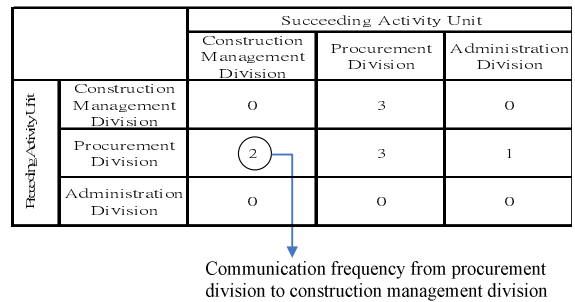 Succeeding Activity Unit
Construction Management Division
Procurement Division
Administration Division
Preceding Activity Unit
Construction Management Division
0
3
0
Procurement Division
2
3
1
Administration Division
0
0
0
Communication frequency from procurement
division to construction management division